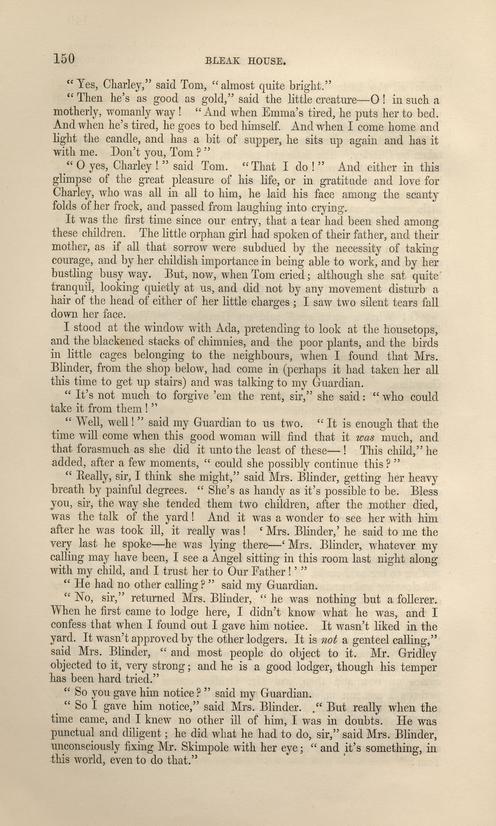 150 BLEAK HOUSE.
“ Yes, Charley,” said Tom, “ almost quite bright.”
“ Then he’s as good as gold,” said the little creature—O ! in such a
motherly, womanly way ! “ And when Emma’s tired, he puts her to bed.
And when he’s tired, he goes to bed himself. And when I come home and
light the candle, and has a bit of supper, he sits up again and has it
with me. Don’t you, Tom ? ”
“ O yes, Charley ! ” said Tom. “ That I do ! ” And either in this
glimpse of the great pleasure of his life, or in gratitude and love for
Charley, who was all in all to him, he laid his face among the scanty
folds of her frock, and passed from laughing into crying.
It was the first time since our entry, that a tear had been shed among
these children. The little orphan girl had spoken of their father, and their
mother, as if all that sorrow were subdued by the necessity of taking
courage, and by her childish importance in being able to work, and by her
bustling busy way. But, now, when Tom cried ; although she sat quite
tranquil, looking quietly at us, and did not by any movement disturb a
hair of the head of either of her little charges ; I saw two silent tears fall
down her face.
I stood at the window with Ada, pretending to look at the housetops,
and the blackened stacks of chimnies, and the poor plants, and the birds
in little cages belonging to the neighbours, when I found that Mrs.
Blinder, from the shop below, had come in (perhaps it had taken her all
this time to get up stairs) and was talking to my Guardian.
“ It’s not much to forgive ’em the rent, sir,” she said : “ who could
take it from them ! ”
“ Well, well ! ” said my Guardian to us two. “ It is enough that the
time will come when this good woman will find that it was much, and
that forasmuch as she did it unto the least of these— ! This child,” he
added, after a few moments, “ could she possibly continue this ? ”
“ Really, sir, I think she might,” said Mrs. Blinder, getting her heavy
breath by painful degrees. “ She’s as handy as it’s possible to be. Bless
you, sir, the way she tended them two children, after the mother died,
was the talk of the yard ! And it was a wonder to see her with him
after he was took ill, it really was ! ‘ Mrs. Blinder,’ he said to me the
very last he spoke—he was lying there—‘ Mrs. Blinder, whatever my
calling may have been, I see a Angel sitting in this room last night along
with my child, and I trust her to Our Father ! ’ ”
“ He had no other calling ? ” said my Guardian.
“ No, sir,” returned Mrs. Blinder, “ he was nothing but a follerer.
When he first came to lodge here, I didn’t know what he was, and I
confess that when I found out I gave him notice. It wasn’t liked in the
yard. It wasn’t approved by the other lodgers. It is not a genteel calling,”
said Mrs. Blinder, “ and most people do object to it. Mr. Gridley
objected to it, very strong ; and he is a good lodger, though his temper
has been hard tried.”
“ So you gave him notice ? ” said my Guardian.
“ So I gave him notice,” said Mrs. Blinder. “ But really when the
time came, and I knew no other ill of him, I was in doubts. He was
punctual and diligent ; he did what he had to do, sir,” said Mrs. Blinder,
unconsciously fixing Mr. Skimpole with her eye ; “ and it’s something, in
this world, even to do that.”